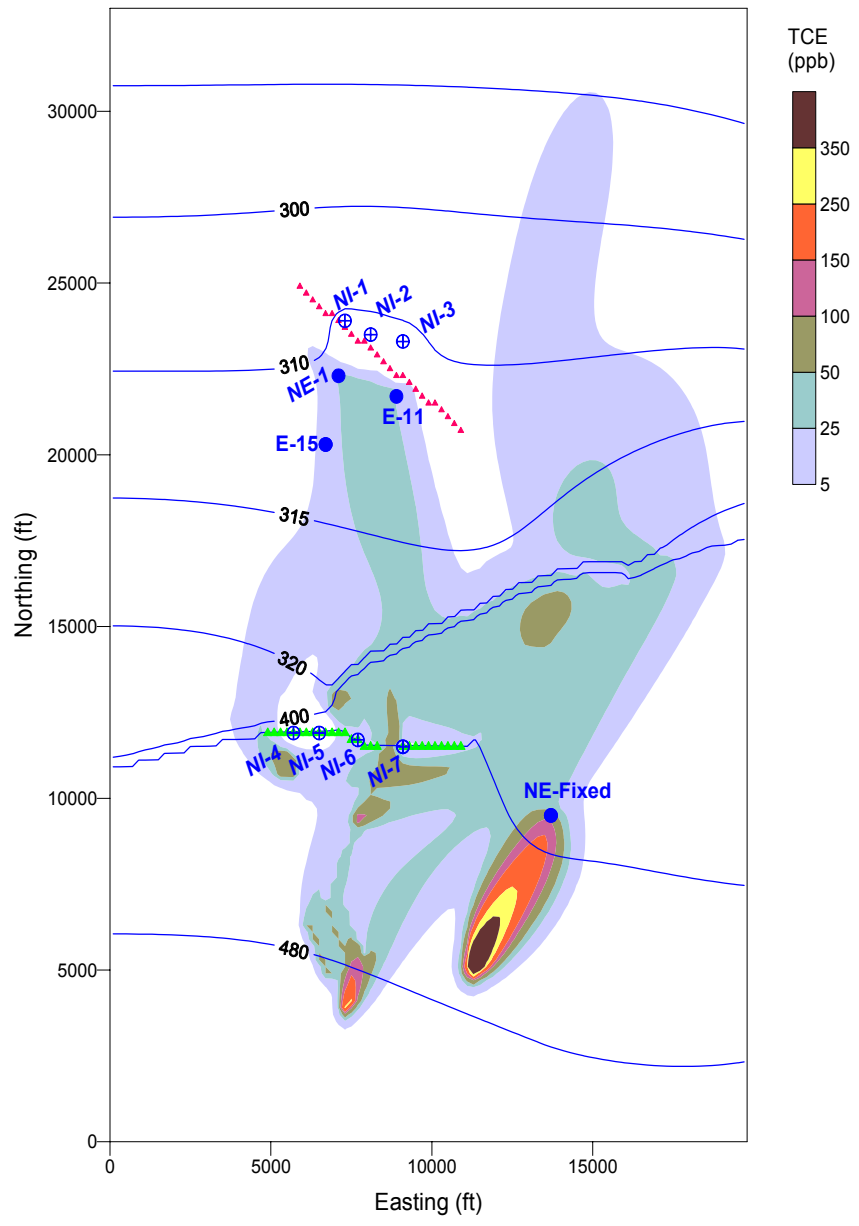 TCE
(ppb)
350
250
150
100
50
25
5
30000
25000
20000
15000
10000
5000
0
Northing (ft)
0
5000
10000
15000
Easting (ft)
300
NI-1
NI-2
NI-3
310
NE-1
E-11
E-15
315
320
400
NI-4
NI-5
NI-6
NI-7
NE-Fixed
480